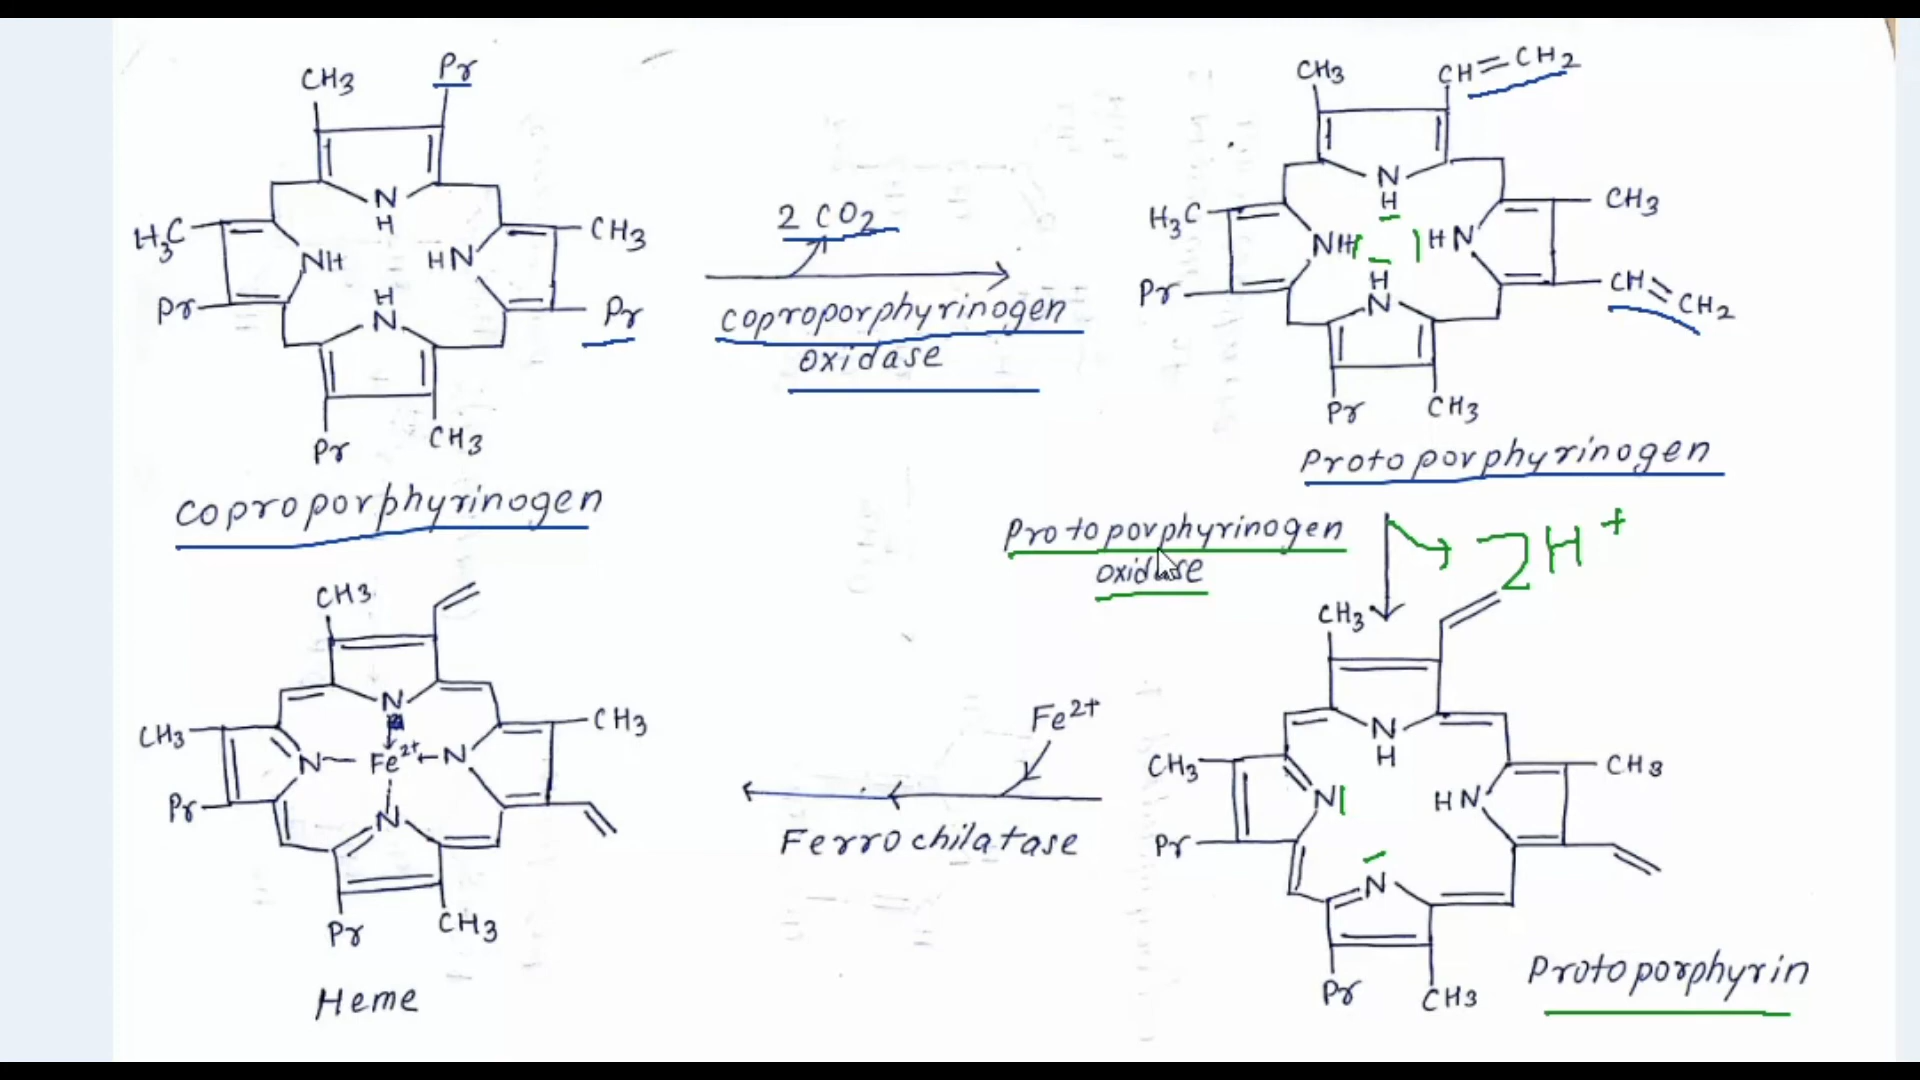 CH3
Pr
H3C
CH3
N
H
NH
HN
H
N
Pr
Pr
Pr
CH3
Coproporphyrinogen
2 CO2
Coproporphyrinogen
oxidase
CH3
CH=CH2
H3C
CH3
N
H
NH
HN
H
N
Pr
CH=CH2
Pr
CH3
Protoporphyrinogen
Protoporphyrinogen
oxidase
2H+
CH3
CH3
CH3
N
H
N
HN
N
Pr
Pr
CH3
Protoporphyrin
Fe2+
Ferrochilatase
CH3
CH3
CH3
N
N
Fe2+
N
N
Pr
Pr
CH3
Heme